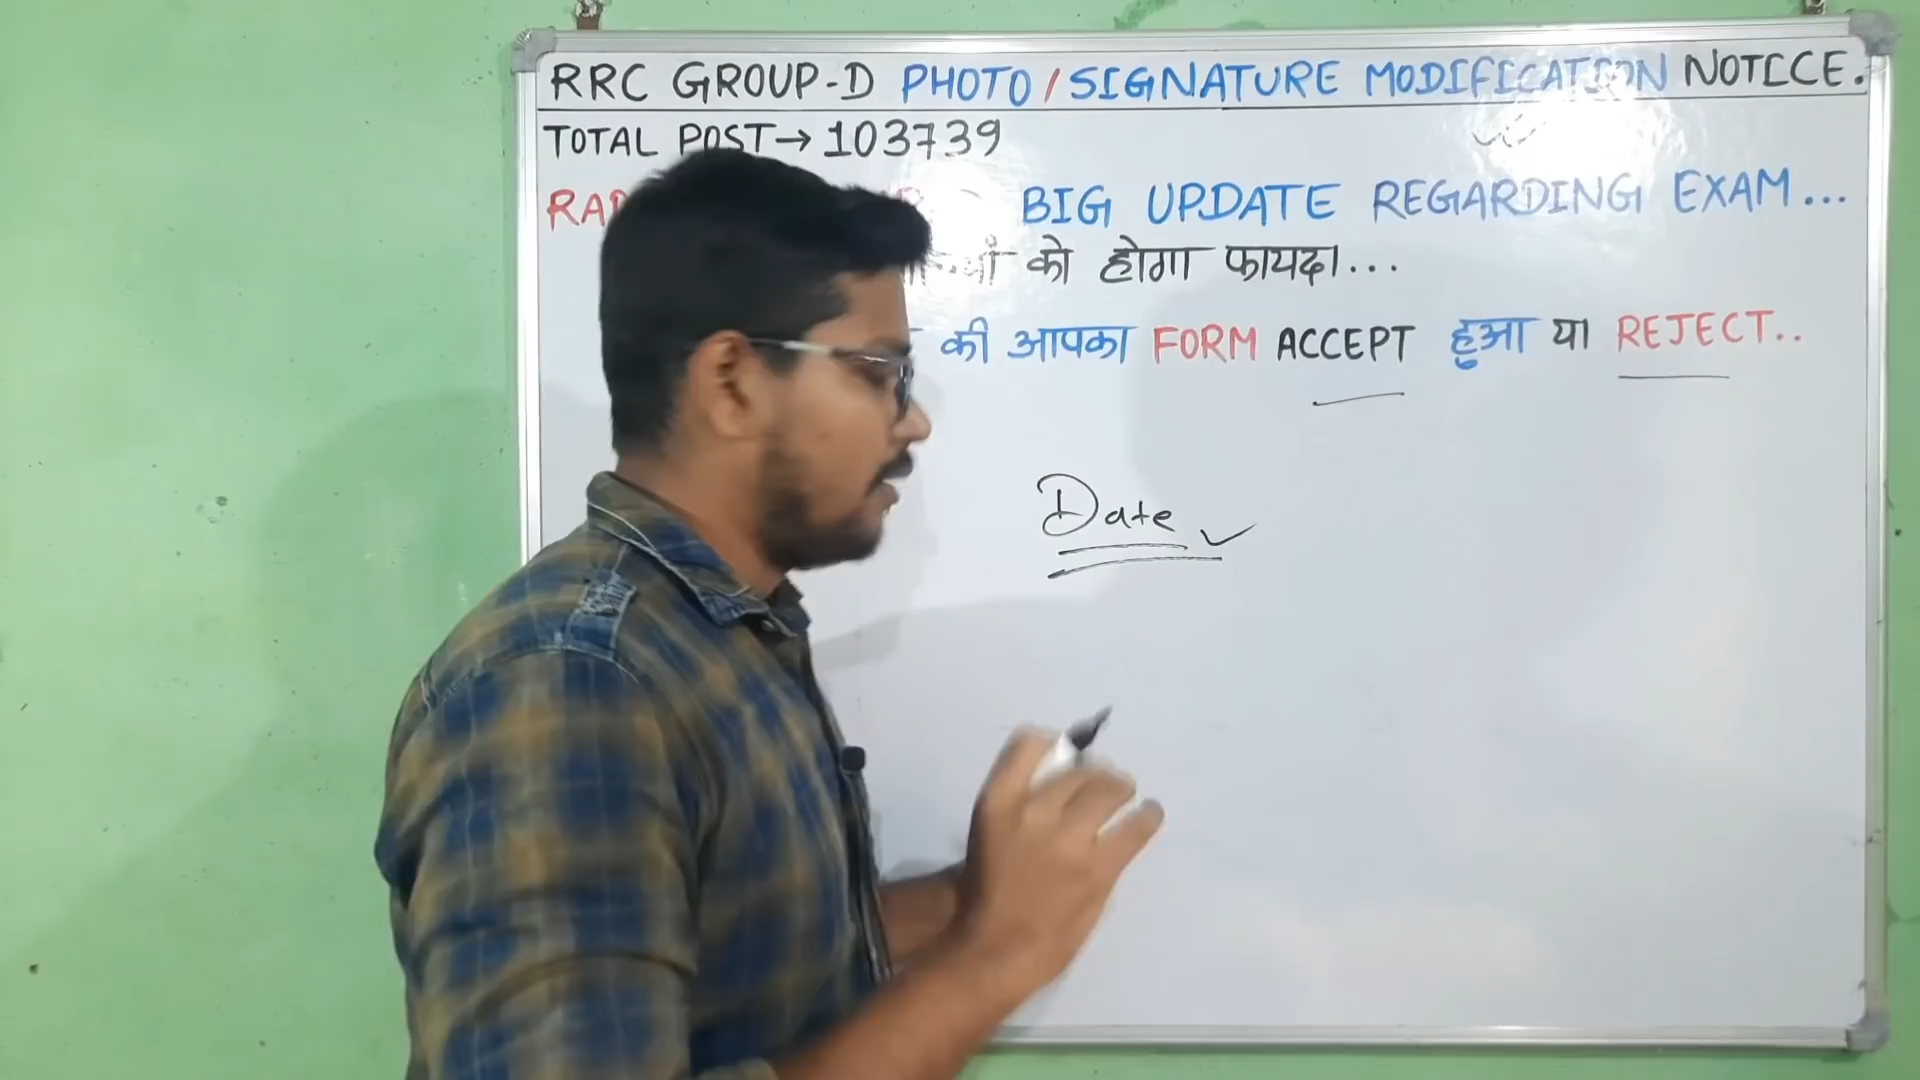 RRC GROUP-D PHOTO/SIGNATURE MODIFICATION NOTICE.
TOTAL POST→103739
BIG UPDATE REGARDING EXAM...
को होगा फायदा...
की आपका FORM ACCEPT हुआ या REJECT..
Date